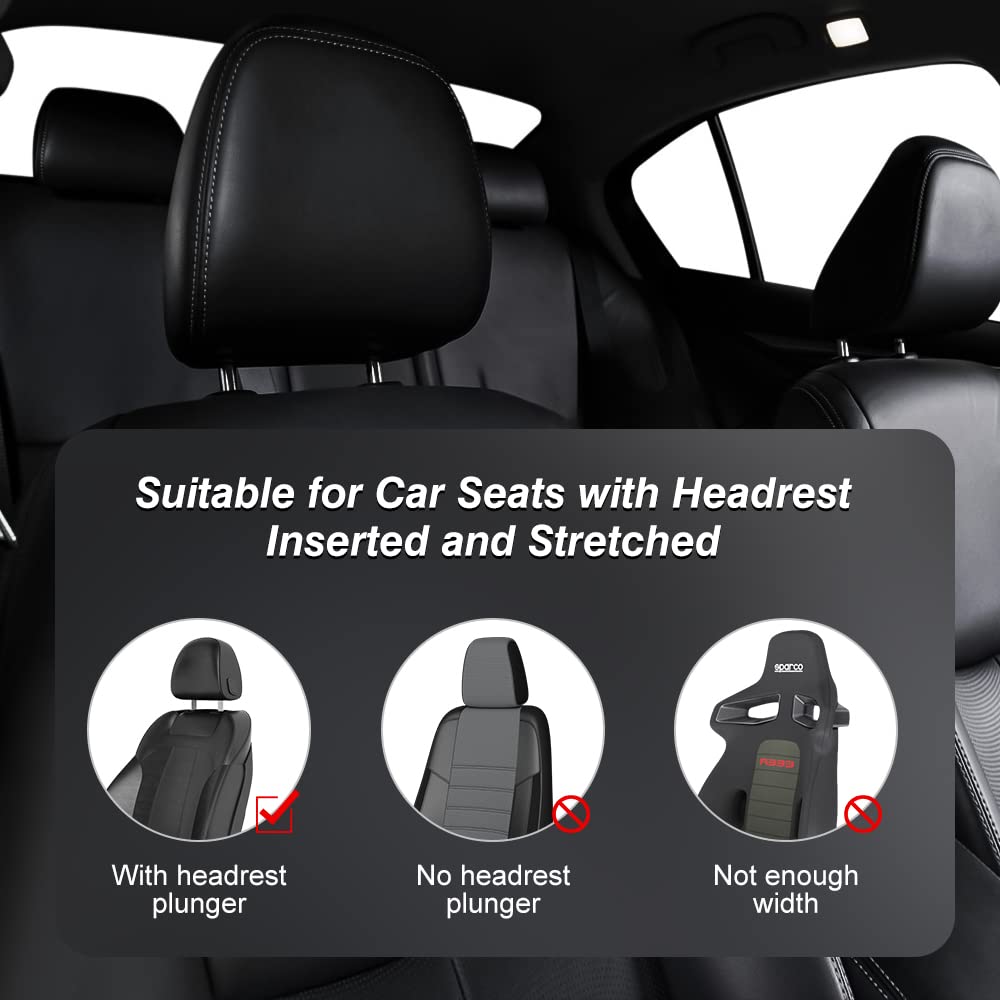 Suitable for Car Seats with Headrest
Inserted and Stretched
sparco
R333
With headrest
plunger
No headrest
plunger
Not enough
width